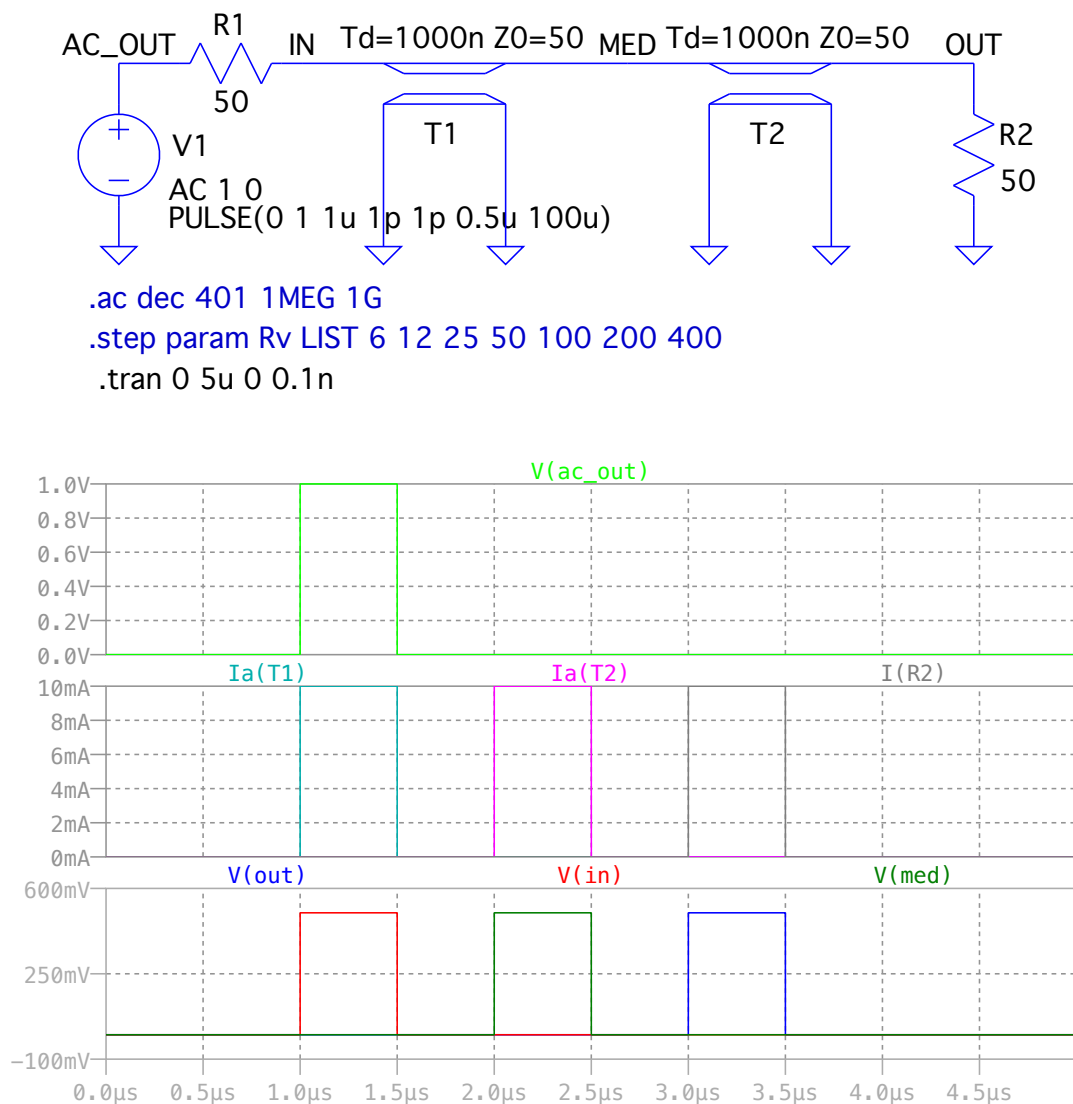 R1
AC_OUT IN Td=1000n Z0=50 MED Td=1000n Z0=50 OUT
50
+
V1 T1 T2 R2
50
AC 1 0
PULSE(0 1 1u 1p 1p 0.5u 100u)
.ac dec 401 1MEG 1G
.step param Rv LIST 6 12 25 50 100 200 400
.tran 0 5u 0 0.1n
V(ac_out)
1.0V
0.8V
0.6V
0.4V
0.2V
0.0V
Ia(T1) Ia(T2) I(R2)
10mA
8mA
6mA
4mA
2mA
0mA
V(out) V(in) V(med)
600mV
250mV
-100mV
0.0µs 0.5µs 1.0µs 1.5µs 2.0µs 2.5µs 3.0µs 3.5µs 4.0µs 4.5µs